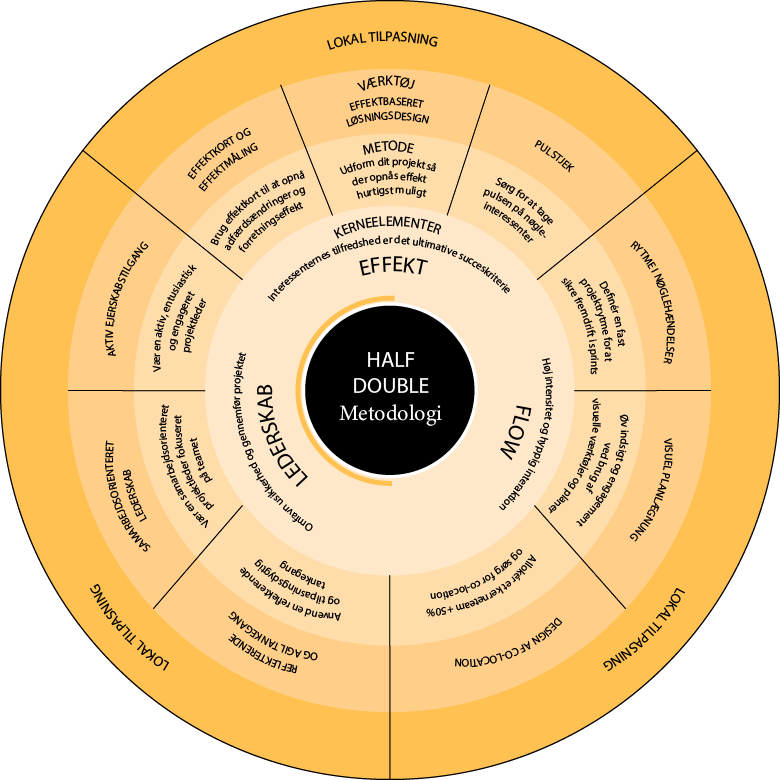 LOKAL TILPASNING
VÆRKTØJ
EFFEKTBASERET
LØSNINGSDESIGN
METODE
Udform dit projekt så
der opnås effekt
hurtigst muligt
EFFEKTKORT OG
EFFEKTMÅLING
Brug effektkort til at opnå
adfærdsændringer og
forretningseffekt
PULSTJEK
Sørg for at tage
pulsen på nøgle-
interessenter
KERNEELEMENTER
Interessenternes tilfredshed er det ultimative succeskriterie
EFFEKT
HALF
DOUBLE
Metodologi
RYTME I NØGLEHÆNDELSER
Definér en fast
projektrytme for at
sikre fremdrift i sprints
VISUEL PLANLÆGNING
Øv indsigt og engagement
ved brug af
visuelle værktøjer og planer
Høj intensitet og hyppig interaktion
FLOW
Allokér et kerneteam + 50%
og sørg for co-location
DESIGN AF CO-LOCATION
LOKAL TILPASNING
AKTIV EJERSKABSTILGANG
Vær en aktiv, entusiastisk
og engageret
projektleder
SAMARBEJDSORIENTERET
LEDERSKAB
Vær en samarbejdsorienteret
projektleder fokuseret
på teamet
Omfavn usikkerhed og gennemfør projektet
LEDERSKAB
Anvend en reflekterende
og tilpasningsdygtig
tankegang
REFLEKTERENDE
OG AGIL TANKEGANG
LOKAL TILPASNING